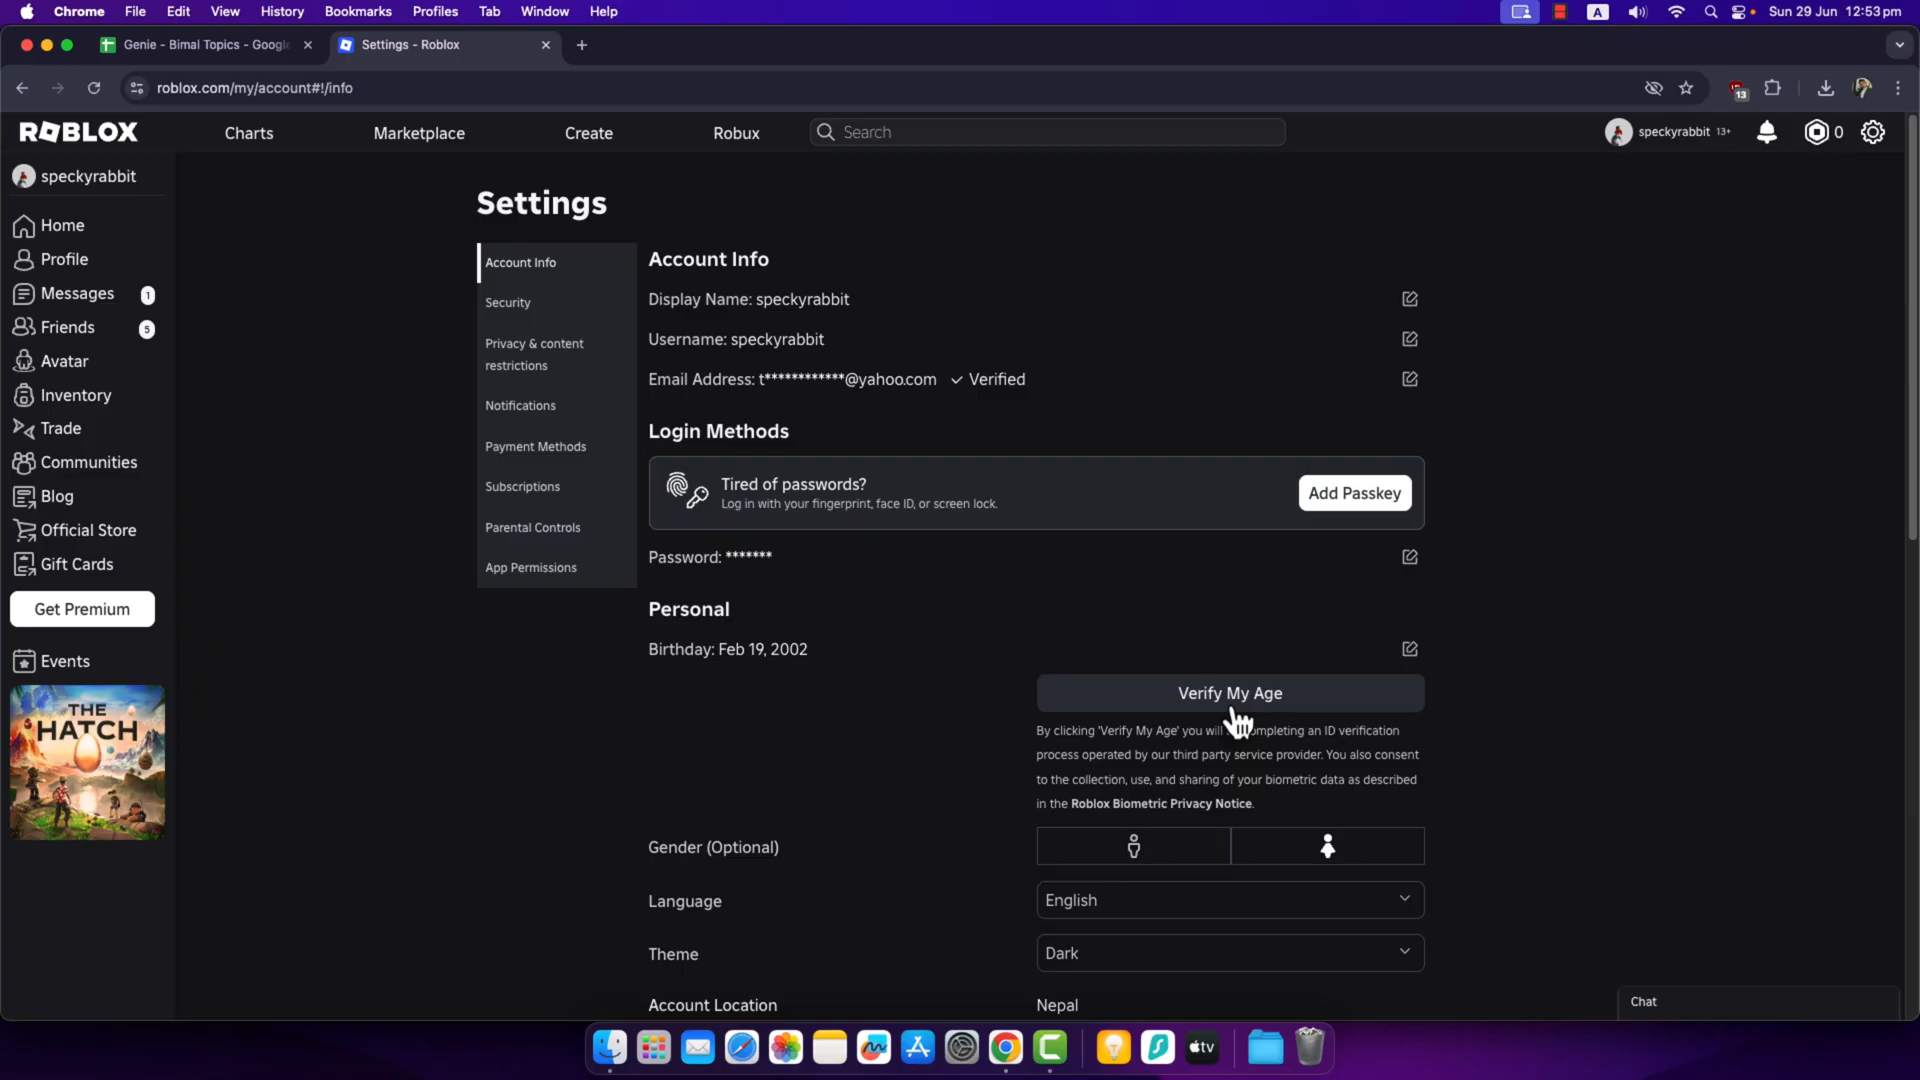 Chrome File Edit View History Bookmarks Profiles Tab Window Help A Sun 29 Jun 12:53 pm
Genie - Bimal Topics - Google Settings - Roblox
roblox.com/my/account#!/info 13
ROBLOX Charts Marketplace Create Robux Search speckyrabbit 13+ 0
speckyrabbit
Home
Profile
Messages 1
Friends 5
Avatar
Inventory
Trade
Communities
Blog
Official Store
Gift Cards
Get Premium
Events
THE
HATCH
Settings
Account Info
Security
Privacy & content
restrictions
Notifications
Payment Methods
Subscriptions
Parental Controls
App Permissions
Account Info
Display Name: speckyrabbit
Username: speckyrabbit
Email Address: t************@yahoo.com Verified
Login Methods
Tired of passwords?
Log in with your fingerprint, face ID, or screen lock.
Add Passkey
Password: *******
Personal
Birthday: Feb 19, 2002
Verify My Age
By clicking 'Verify My Age' you will completing an ID verification
process operated by our third party service provider. You also consent
to the collection, use, and sharing of your biometric data as described
in the Roblox Biometric Privacy Notice.
Gender (Optional)
Language English
Theme Dark
Account Location Nepal
Chat
tv